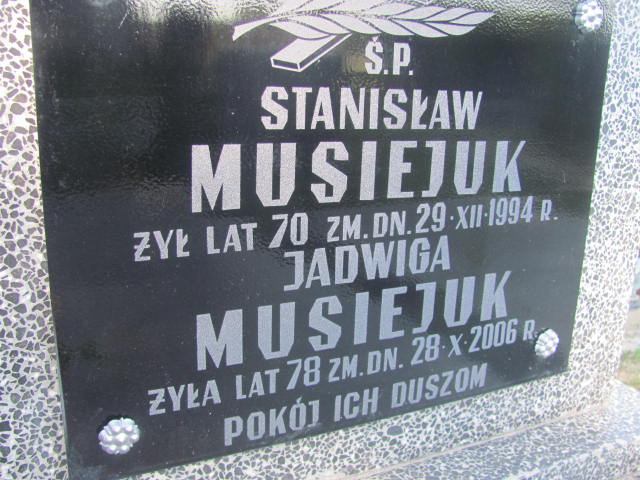 Ś.P.
STANISŁAW
MUSIEJUK
ŻYŁ LAT 70 ZM. DN. 29·XII·1994 R.
JADWIGA
MUSIEJUK
ŻYŁA LAT 78 ZM. DN. 28·X·2006 R.
POKÓJ ICH DUSZOM